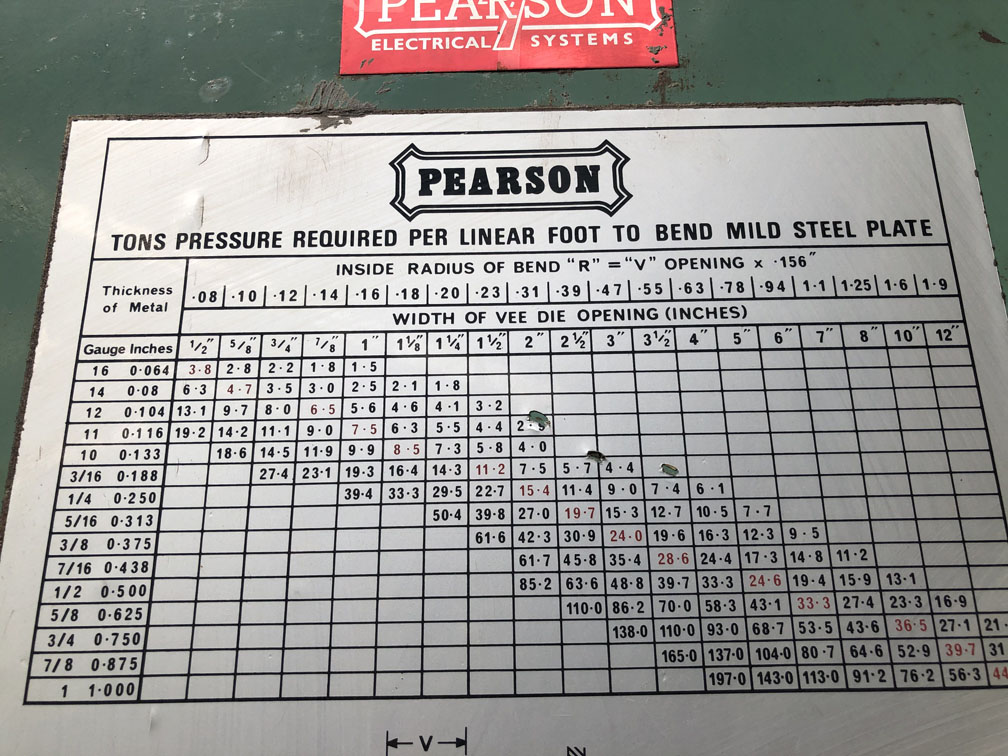 PEARSON
ELECTRICAL SYSTEMS
PEARSON
TONS PRESSURE REQUIRED PER LINEAR FOOT TO BEND MILD STEEL PLATE
Thickness of Metal
INSIDE RADIUS OF BEND "R" = "V" OPENING × ·156"
·08 ·10 ·12 ·14 ·16 ·18 ·20 ·23 ·31 ·39 ·47 ·55 ·63 ·78 ·94 1·1 1·25 1·6 1·9
WIDTH OF VEE DIE OPENING (INCHES)
Gauge Inches 1/2" 5/8" 3/4" 7/8" 1" 1 1/8" 1 1/4" 1 1/2" 2" 2 1/2" 3" 3 1/2" 4" 5" 6" 7" 8" 10" 12"
16 0·064 3·8 2·8 2·2 1·8 1·5
14 0·08 6·3 4·7 3·5 3·0 2·5 2·1 1·8
12 0·104 13·1 9·7 8·0 6·5 5·6 4·6 4·1 3·2
11 0·116 19·2 14·2 11·1 9·0 7·5 6·3 5·5 4·4
10 0·133 18·6 14·5 11·9 9·9 8·5 7·3 5·8 4·0
3/16 0·188 27·4 23·1 19·3 16·4 14·3 11·2 7·5 5·7 4·4
1/4 0·250 39·4 33·3 29·5 22·7 15·4 11·4 9·0 7·4 6·1
5/16 0·313 50·4 39·8 27·0 19·7 15·3 12·7 10·5 7·7
3/8 0·375 61·6 42·3 30·9 24·0 19·6 16·3 12·3 9·5
7/16 0·438 61·7 45·8 35·4 28·6 24·4 17·3 14·8 11·2
1/2 0·500 85·2 63·6 48·8 39·7 33·3 24·6 19·4 15·9 13·1
5/8 0·625 110·0 86·2 70·0 58·3 43·1 33·3 27·4 23·3 16·9
3/4 0·750 138·0 110·0 93·0 68·7 53·5 43·6 36·5 27·1 21·
7/8 0·875 165·0 137·0 104·0 80·7 64·6 52·9 39·7 31
1 1·000 197·0 143·0 113·0 91·2 76·2 56·3 44
V